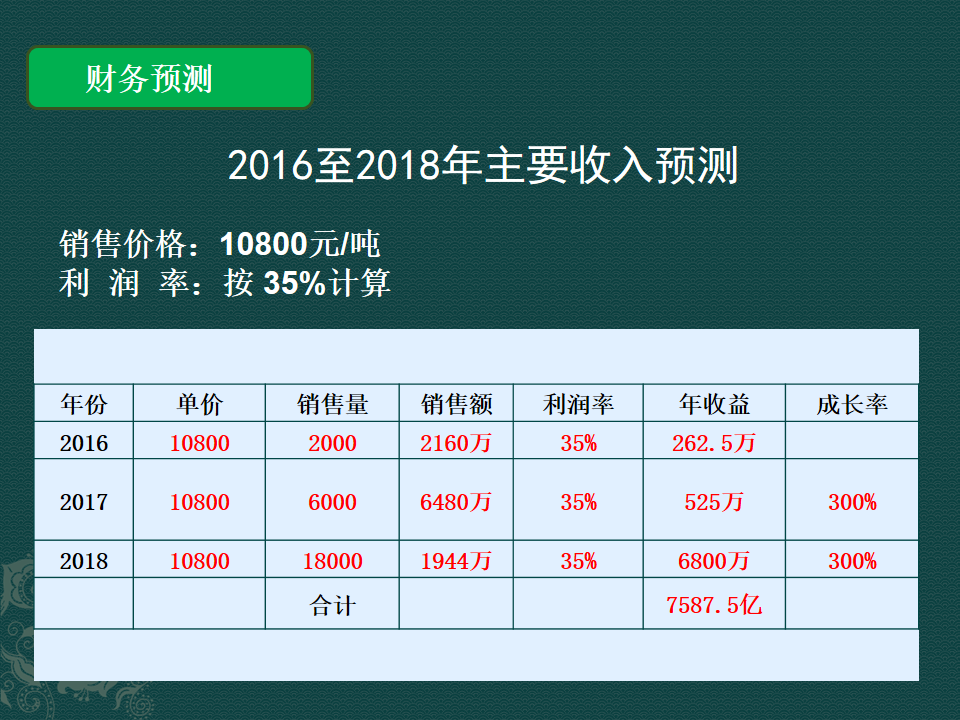 财务预测
2016至2018年主要收入预测
销售价格：10800元/吨
利 润 率：按 35%计算
年份 单价 销售量 销售额 利润率 年收益 成长率
2016 10800 2000 2160万 35% 262.5万
2017 10800 6000 6480万 35% 525万 300%
2018 10800 18000 1944万 35% 6800万 300%
合计 7587.5亿